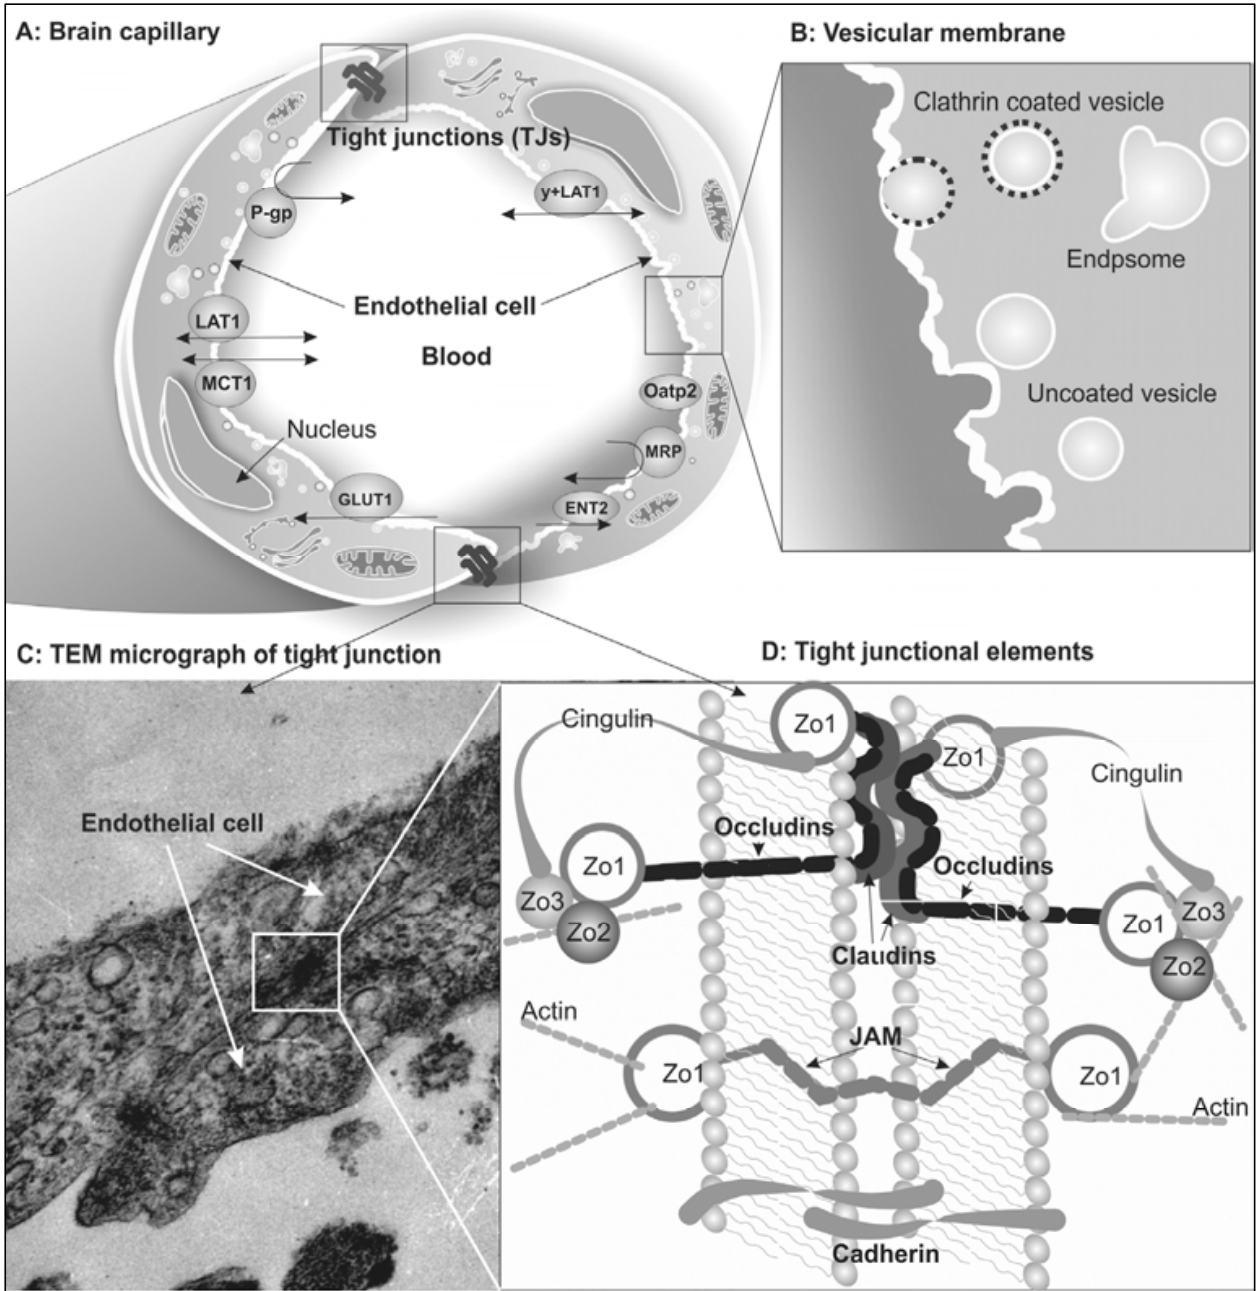 A: Brain capillary
B: Vesicular membrane
Tight junctions (TJs)
P-gp
y+LAT1
Endothelial cell
LAT1
Blood
MCT1
Oatp2
Nucleus
MRP
GLUT1
ENT2
Clathrin coated vesicle
Endpsome
Uncoated vesicle
C: TEM micrograph of tight junction
D: Tight junctional elements
Endothelial cell
Cingulin
Zo1
Zo1
Cingulin
Occludins
Zo1
Occludins
Zo3
Zo2
Zo1
Zo3
Zo2
Claudins
Actin
JAM
Zo1
Zo1
Actin
Cadherin